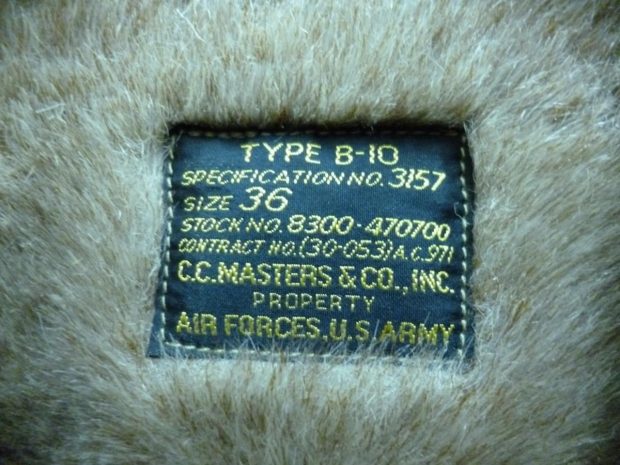 TYPE B-10
SPECIFICATION NO. 3157
SIZE 36
STOCK NO. 8300-470700
CONTRACT NO. (30-053) A.C. 971
C.C. MASTERS & CO., INC.
PROPERTY
AIR FORCES, U.S ARMY